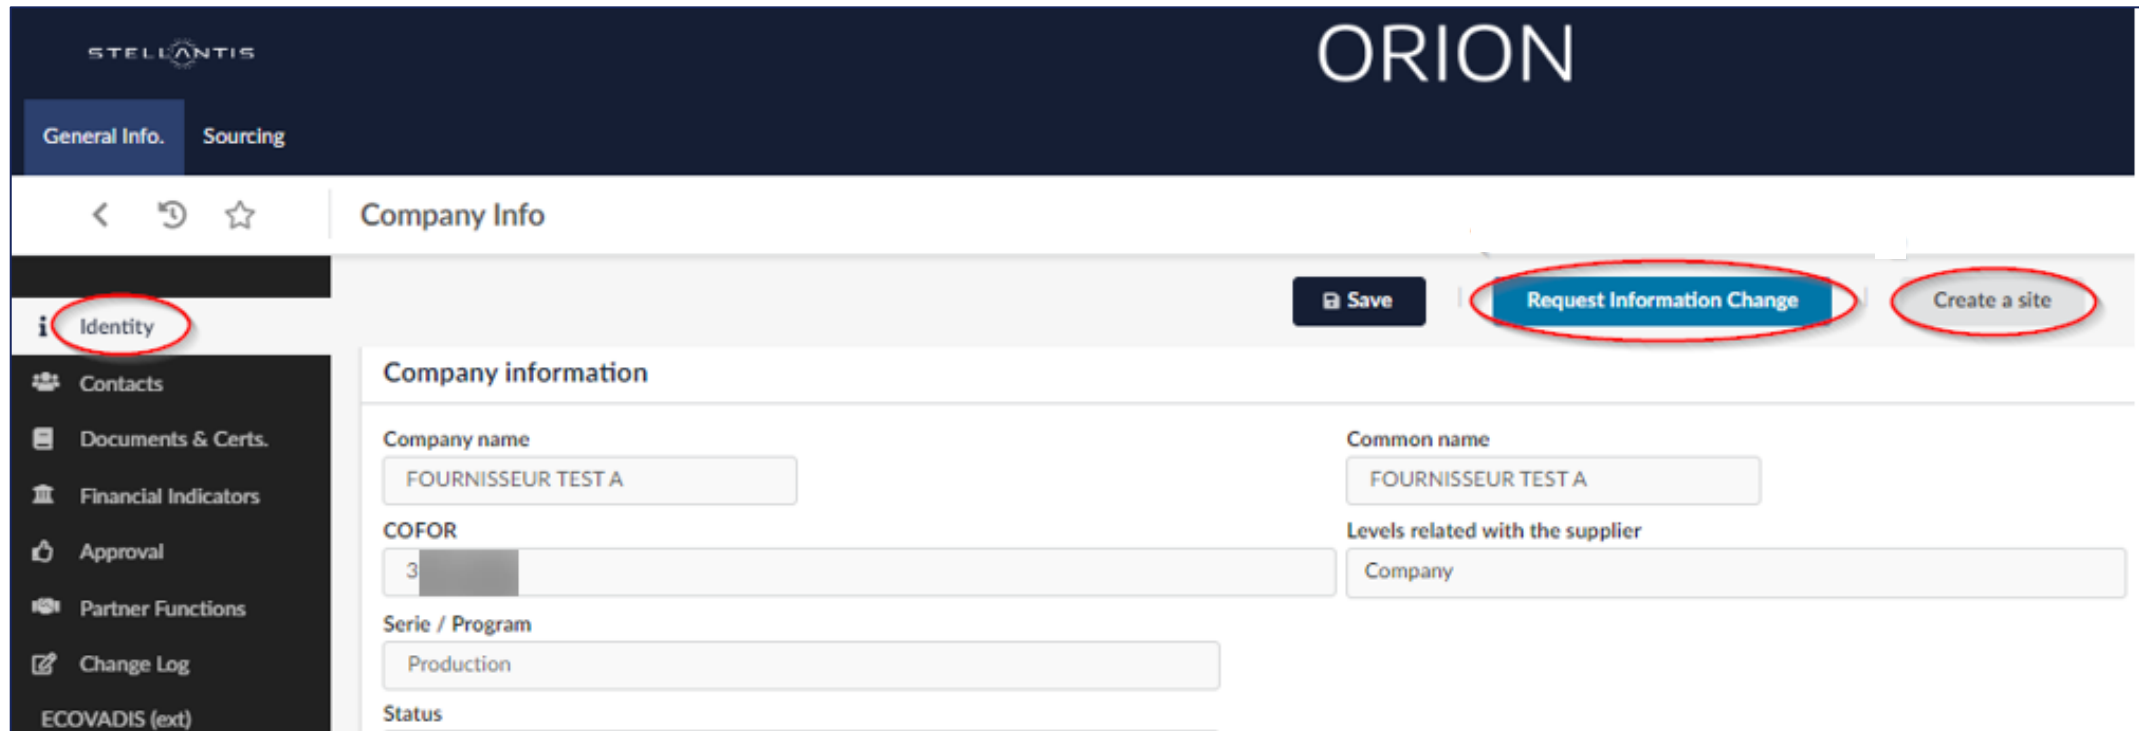 STELLANTIS
ORION
General Info.
Sourcing
Company Info
Save
Request Information Change
Create a site
Identity
Contacts
Documents & Certs.
Financial Indicators
Approval
Partner Functions
Change Log
ECOVADIS (ext)
Company information
Company name
Common name
FOURNISSEUR TEST A
FOURNISSEUR TEST A
COFOR
Levels related with the supplier
3
Company
Serie / Program
Production
Status